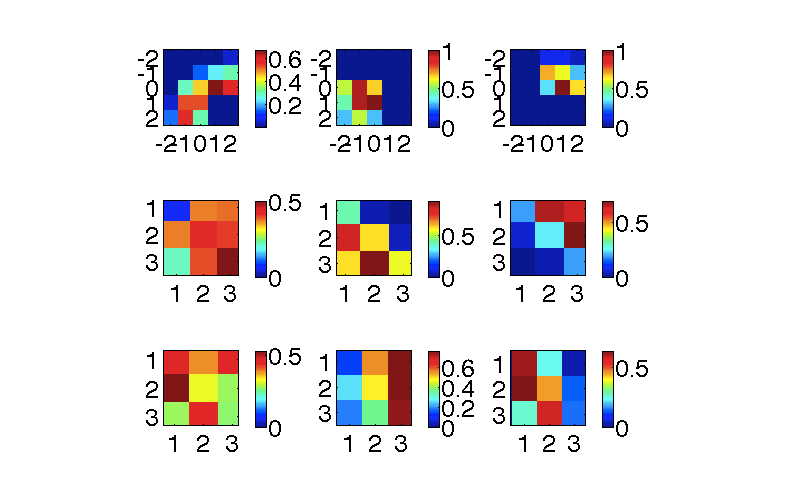 -2 0.6 -2 1 -2 1
-1 0.4 -1 0.5 -1 0.5
0 0.2 0 0
1 1 1
2 2 0 2 0
-21012 -21012 -21012
1 0.5 1 1
2 2 0.5 2 0.5
3 0 3 0 3 0
1 2 3 1 2 3 1 2 3
1 0.5 1 0.6 1 0.5
2 2 0.4 2
3 0 3 0.2 3 0
1 2 3 1 2 3 1 2 3